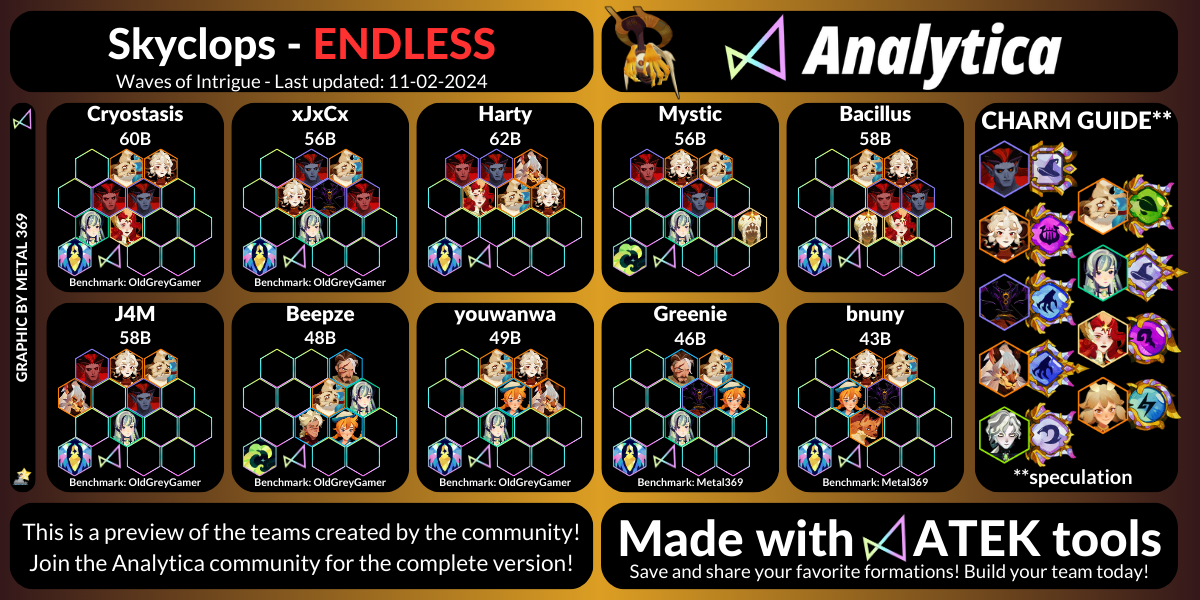 Skyclops - ENDLESS
Waves of Intrigue - Last updated: 11-02-2024
Analytica
GRAPHIC BY METAL 369
Cryostasis
60B
Benchmark: OldGreyGamer
xJxCx
56B
Benchmark: OldGreyGamer
Harty
62B
Mystic
56B
Bacillus
58B
J4M
58B
Benchmark: OldGreyGamer
Beepze
48B
Benchmark: OldGreyGamer
youwanwa
49B
Benchmark: OldGreyGamer
Greenie
46B
Benchmark: Metal369
bnuny
43B
Benchmark: Metal369
CHARM GUIDE**
**speculation
This is a preview of the teams created by the community!
Join the Analytica community for the complete version!
Made with ATEK tools
Save and share your favorite formations! Build your team today!